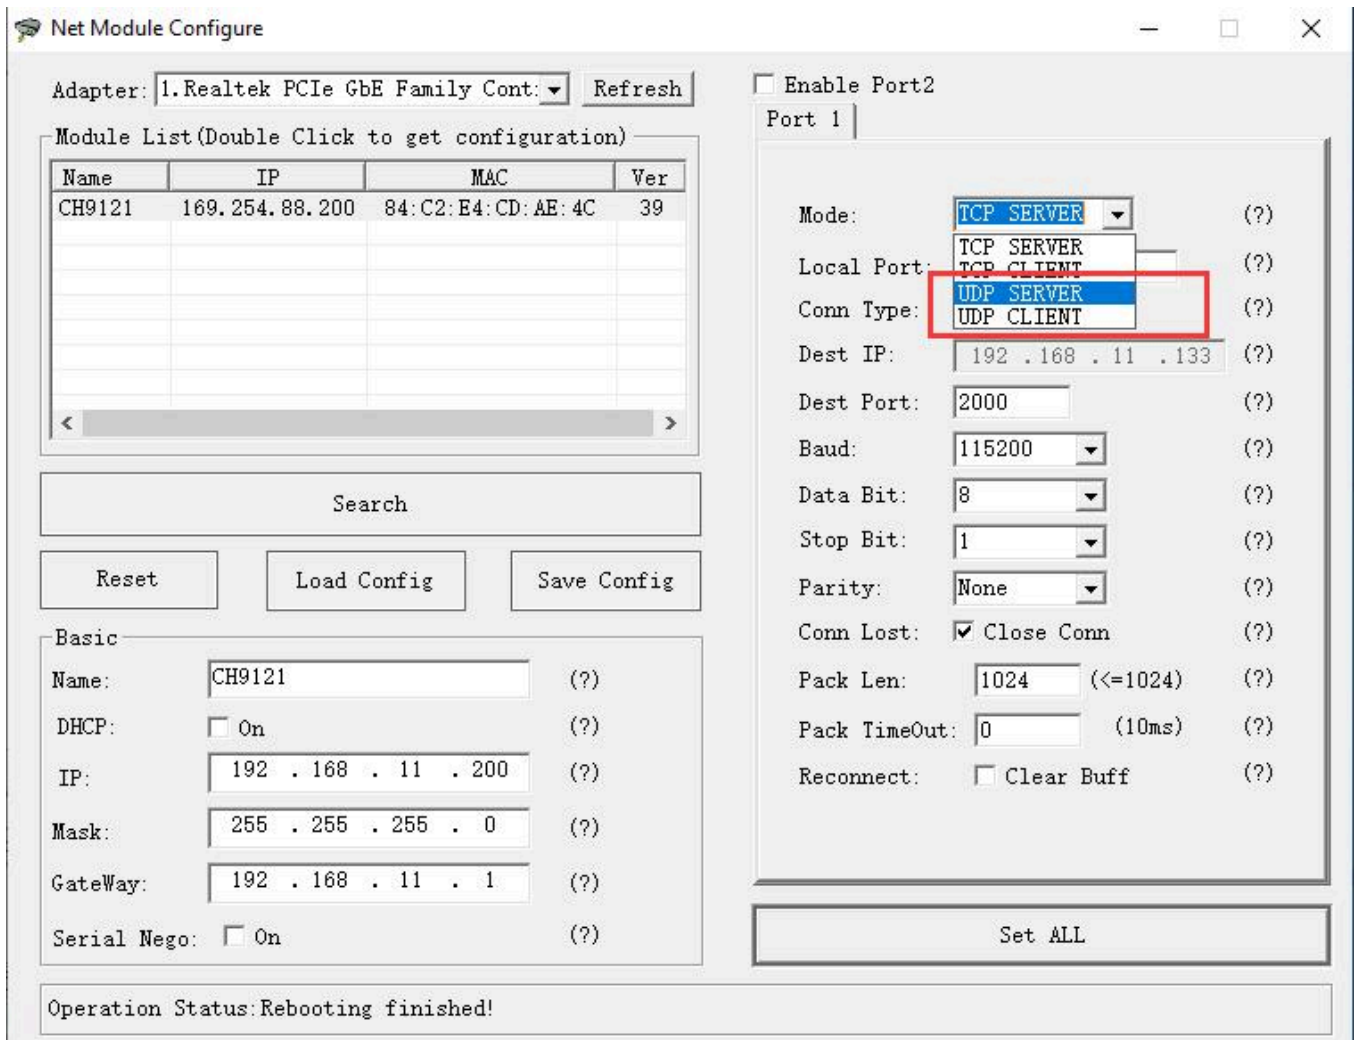 Net Module Configure
Adapter: 1.Realtek PCIe GbE Family Cont: Refresh
Module List(Double Click to get configuration)
Name IP MAC Ver
CH9121 169.254.88.200 84:C2:E4:CD:AE:4C 39
Search
Reset Load Config Save Config
Basic
Name: CH9121 (?)
DHCP: On (?)
IP: 192 . 168 . 11 . 200 (?)
Mask: 255 . 255 . 255 . 0 (?)
GateWay: 192 . 168 . 11 . 1 (?)
Serial Nego: On (?)
Enable Port2
Port 1
Mode: TCP SERVER (?)
TCP SERVER
Local Port: TCP CLIENT (?)
UDP SERVER
Conn Type: UDP CLIENT (?)
Dest IP: 192 . 168 . 11 . 133 (?)
Dest Port: 2000 (?)
Baud: 115200 (?)
Data Bit: 8 (?)
Stop Bit: 1 (?)
Parity: None (?)
Conn Lost: Close Conn (?)
Pack Len: 1024 (<=1024) (?)
Pack TimeOut: 0 (10ms) (?)
Reconnect: Clear Buff (?)
Set ALL
Operation Status:Rebooting finished!